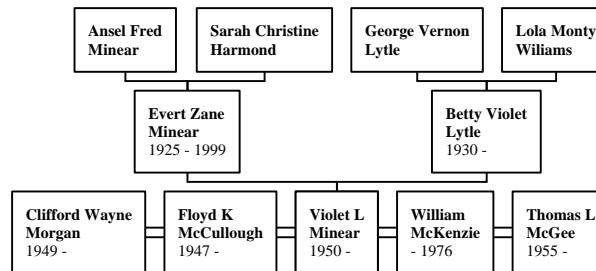 Ansel Fred
Minear
Sarah Christine
Harmond
George Vernon
Lytle
Lola Monty
Wiliams
Evert Zane
Minear
1925 - 1999
Betty Violet
Lytle
1930 -
Clifford Wayne
Morgan
1949 -
Floyd K
McCullough
1947 -
Violet L
Minear
1950 -
William
McKenzie
- 1976
Thomas L
McGee
1955 -